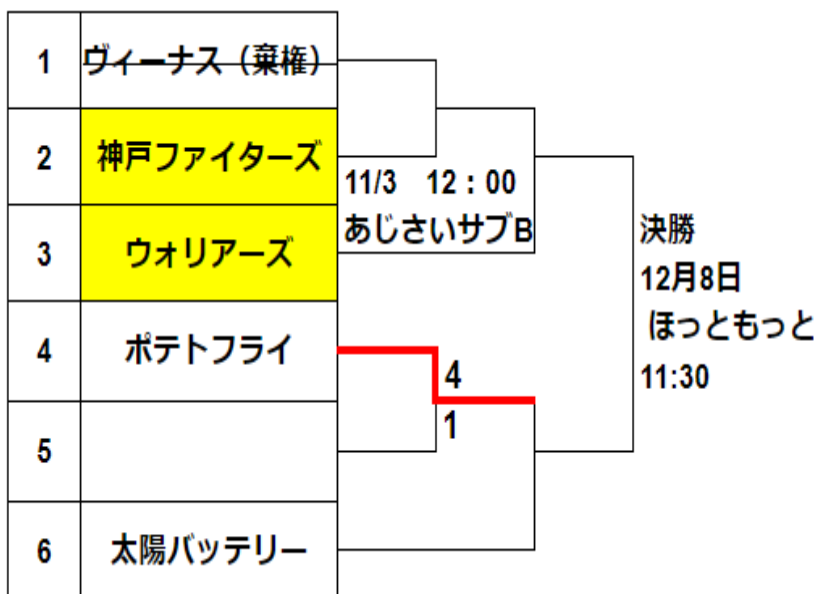 1 ヴィーナス（棄権）
2 神戸ファイターズ
11/3 12：00
あじさいサブB
3 ウォリアーズ
決勝
12月8日
ほっともっと
11:30
4 ポテトフライ
4
1
5
6 太陽バッテリー